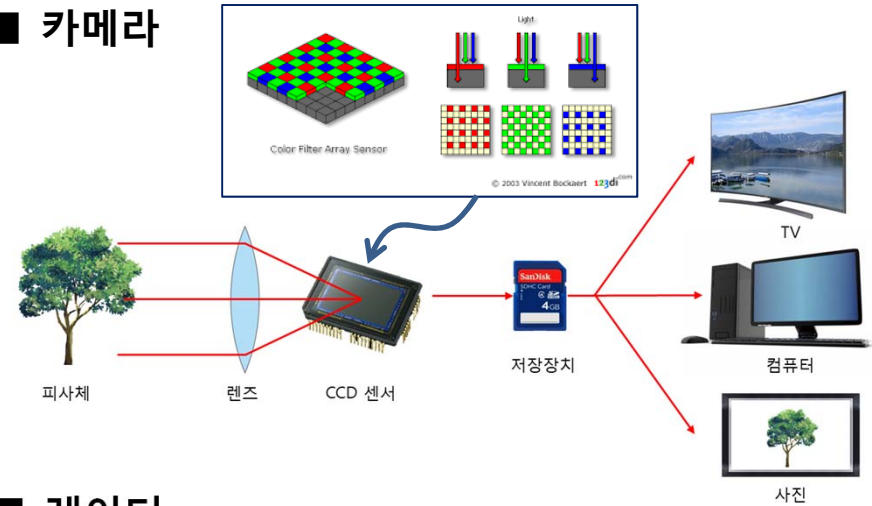 ■ 카메라
Light
Color Filter Array Sensor
© 2003 Vincent Bockaert 123di.com
TV
SanDisk
SDHC Card
4GB
피사체
렌즈
CCD 센서
저장장치
컴퓨터
사진